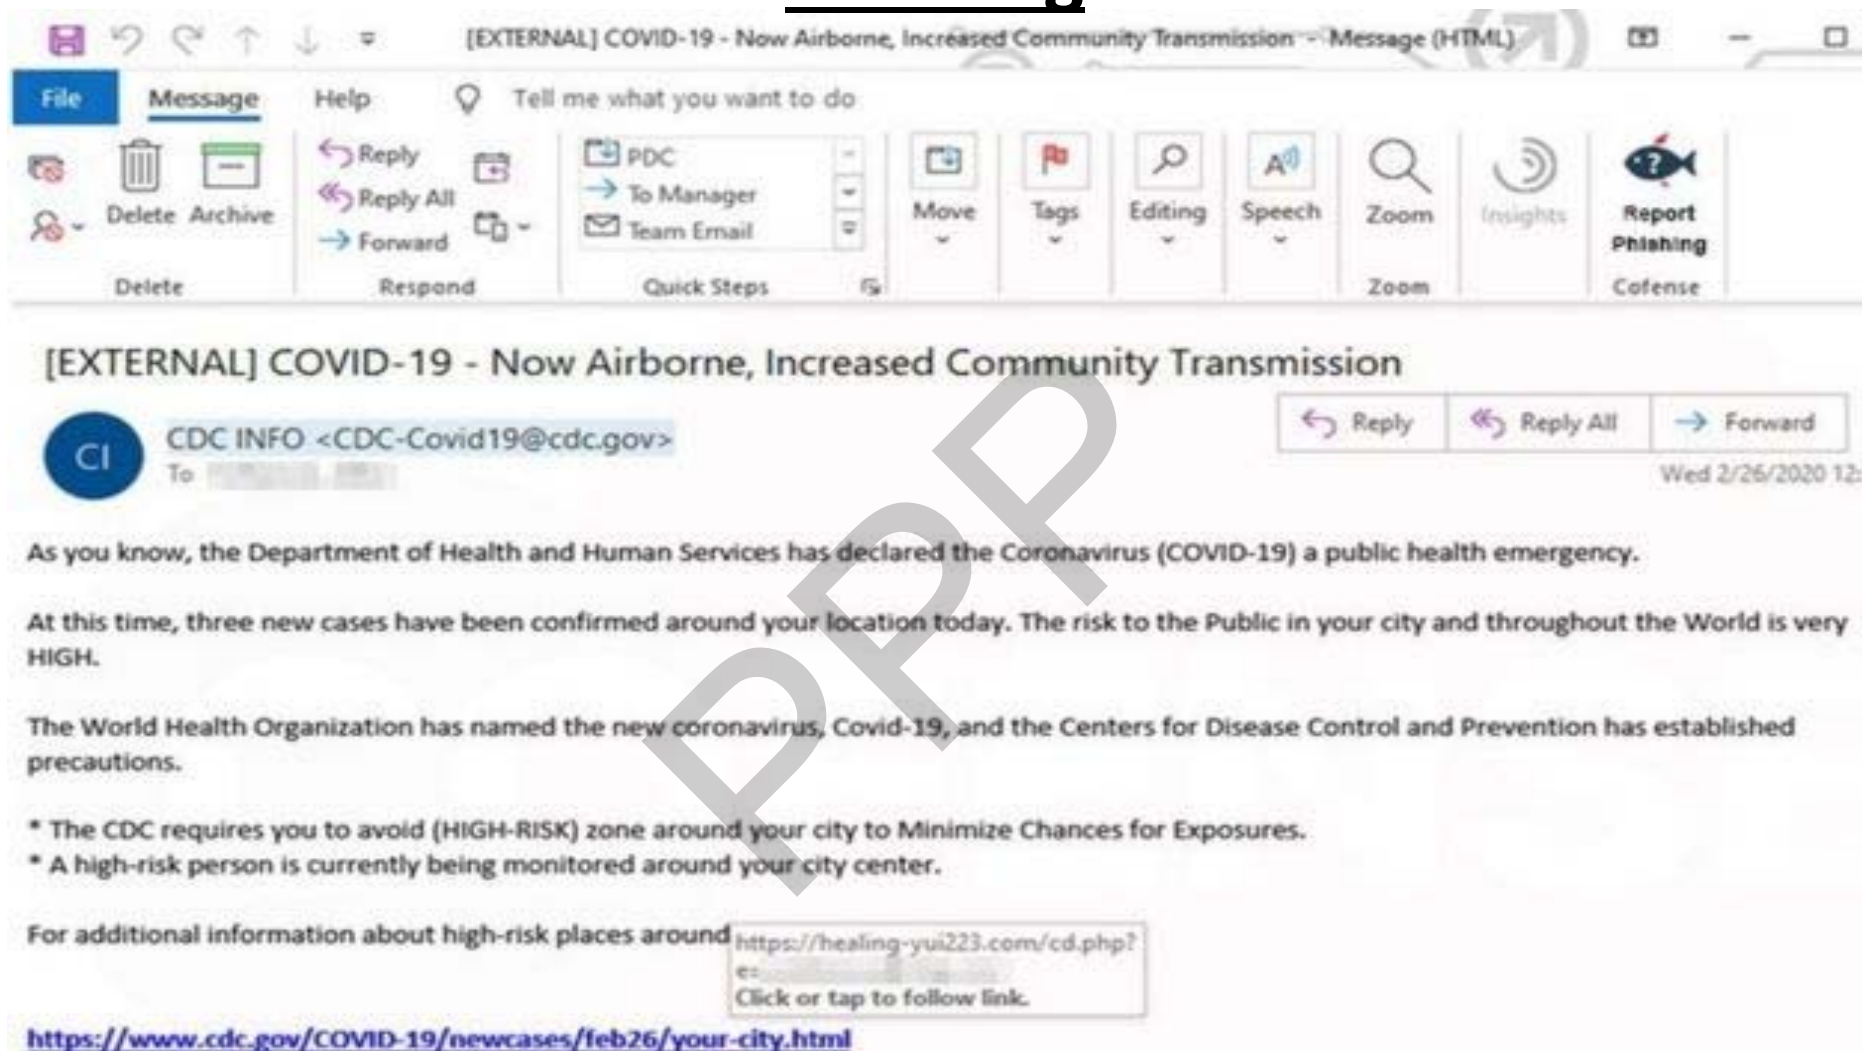 [EXTERNAL] COVID-19 - Now Airborne, Increased Community Transmission - Message (HTML)
File Message Help Tell me what you want to do
Delete Archive
Reply
Reply All
Forward
PDC
To Manager
Team Email
Move Tags Editing Speech Zoom Insights Report Phishing
Delete Respond Quick Steps Zoom Cofense
[EXTERNAL] COVID-19 - Now Airborne, Increased Community Transmission
CI
CDC INFO <CDC-Covid19@cdc.gov>
To
Reply Reply All Forward
Wed 2/26/2020 12:
As you know, the Department of Health and Human Services has declared the Coronavirus (COVID-19) a public health emergency.
At this time, three new cases have been confirmed around your location today. The risk to the Public in your city and throughout the World is very
HIGH.
The World Health Organization has named the new coronavirus, Covid-19, and the Centers for Disease Control and Prevention has established
precautions.
* The CDC requires you to avoid (HIGH-RISK) zone around your city to Minimize Chances for Exposures.
* A high-risk person is currently being monitored around your city center.
For additional information about high-risk places around
https://healing-yui223.com/cd.php?
e=
Click or tap to follow link.
https://www.cdc.gov/COVID-19/newcases/feb26/your-city.html
PPP